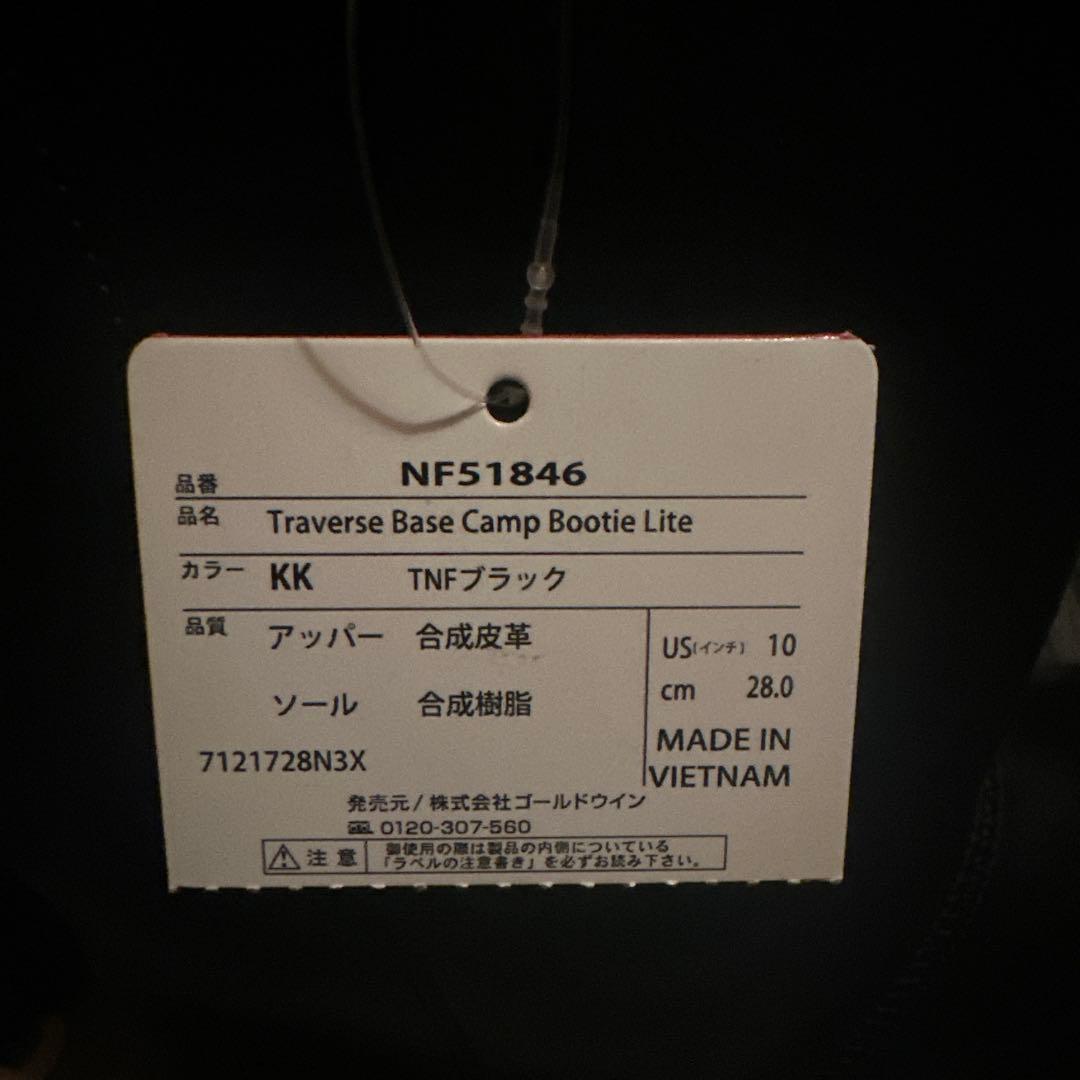 品番 NF51846
品名 Traverse Base Camp Bootie Lite
カラー KK TNFブラック
品質 アッパー 合成皮革
ソール 合成樹脂
7121728N3X
US(インチ) 10
cm 28.0
MADE IN
VIETNAM
発売元/株式会社ゴールドウイン
☎ 0120-307-560
⚠注意 御使用の際は製品の内側についている
「ラベルの注意書き」を必ずお読み下さい。